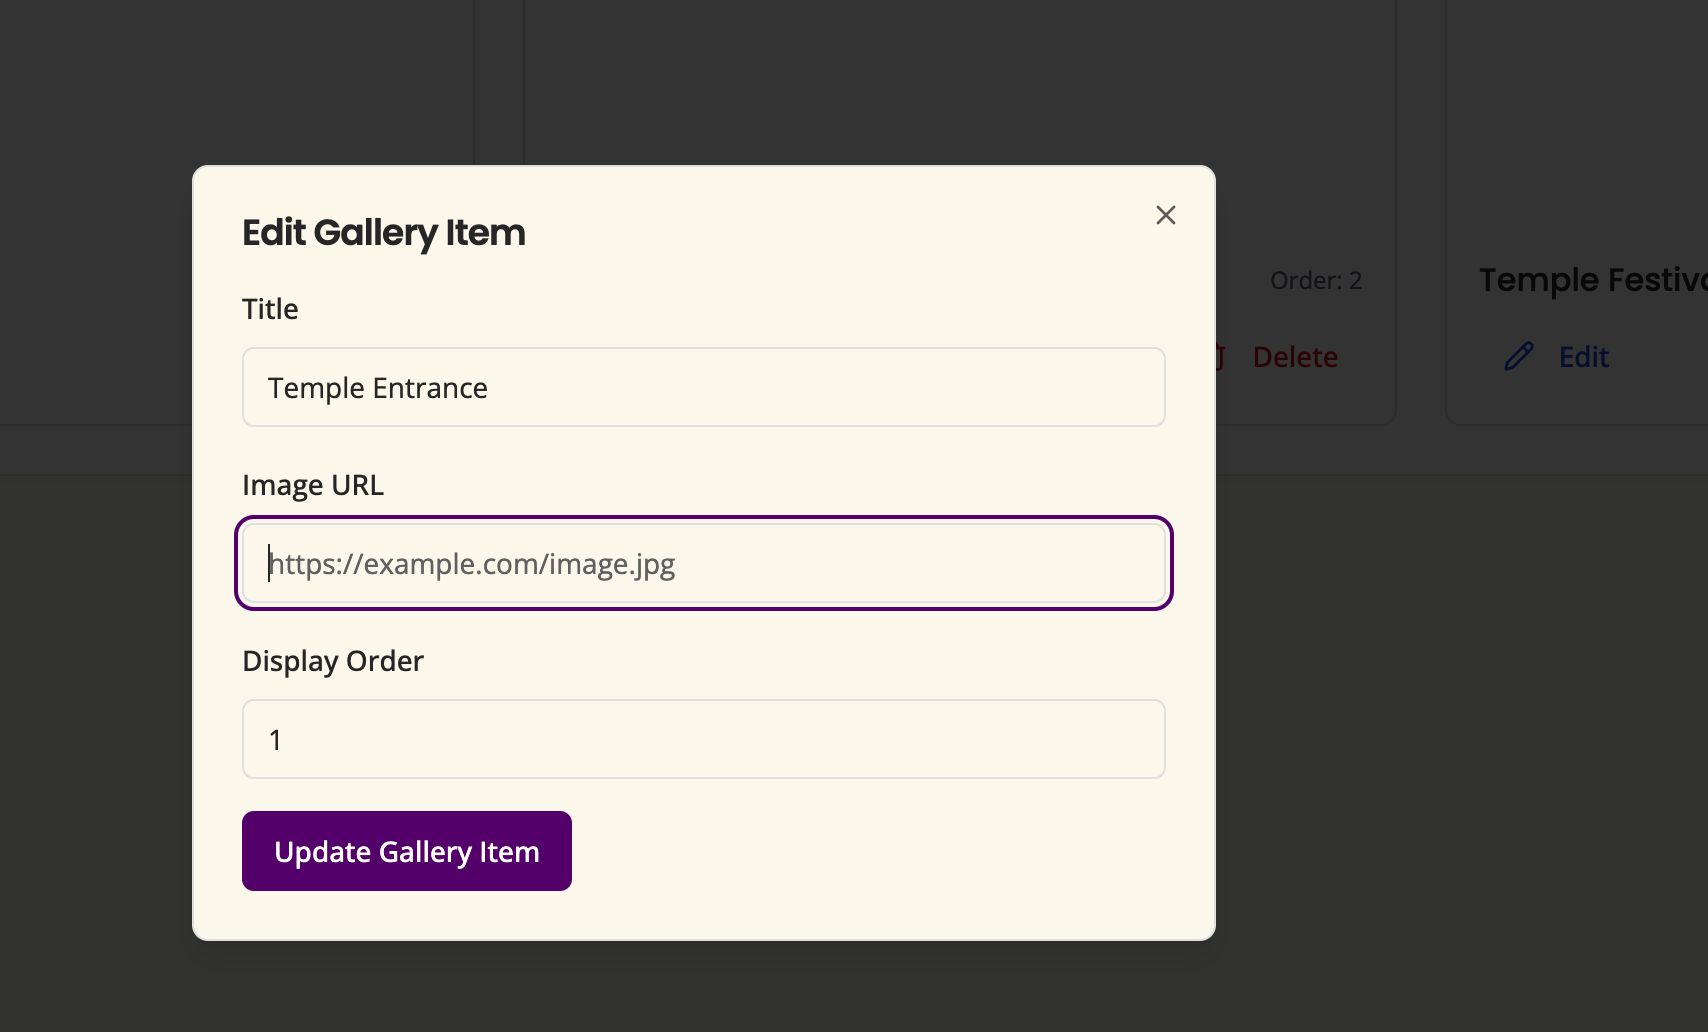 Edit Gallery Item
Title
Temple Entrance
Image URL
https://example.com/image.jpg
Display Order
1
Update Gallery Item
Order: 2
Delete
Temple Festiv
Edit